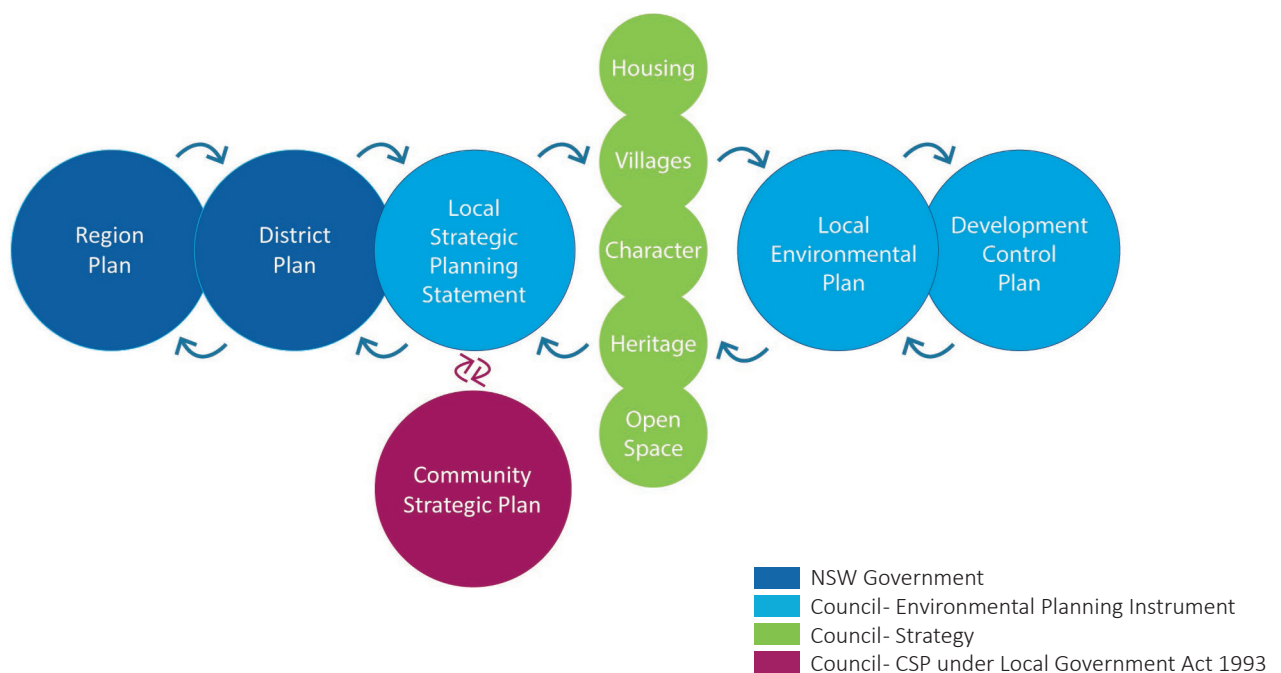 Housing
Villages
Character
Heritage
Open
Space
Region
Plan
District
Plan
Local
Strategic
Planning
Statement
Local
Environmental
Plan
Development
Control
Plan
Community
Strategic Plan
NSW Government
Council- Environmental Planning Instrument
Council- Strategy
Council- CSP under Local Government Act 1993